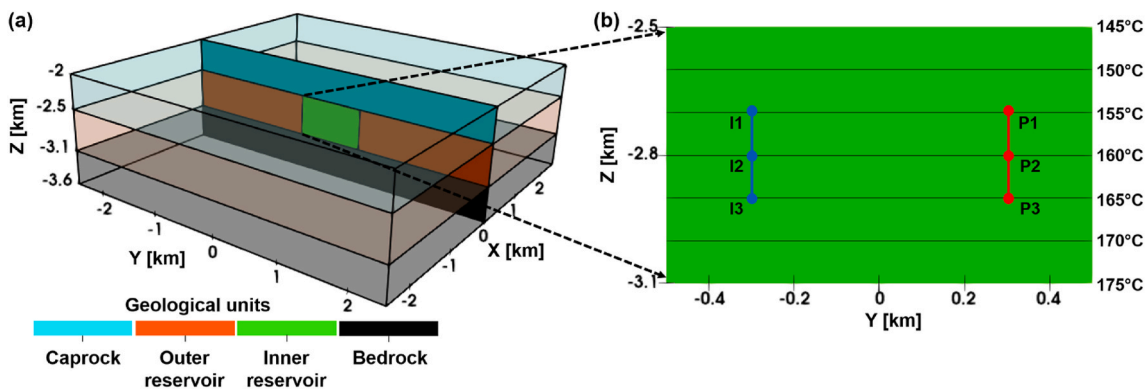 (a)
Z [km]
-2
-2.5
-3.1
-3.6
-2
-1
0
1
2
Y [km]
-2
-1
0
1
2
X [km]
Geological units
Caprock
Outer
reservoir
Inner
reservoir
Bedrock
(b)
-2.5
-2.8
-3.1
Z [km]
I1
I2
I3
P1
P2
P3
145°C
150°C
155°C
160°C
165°C
170°C
175°C
-0.4
-0.2
0
0.2
0.4
Y [km]